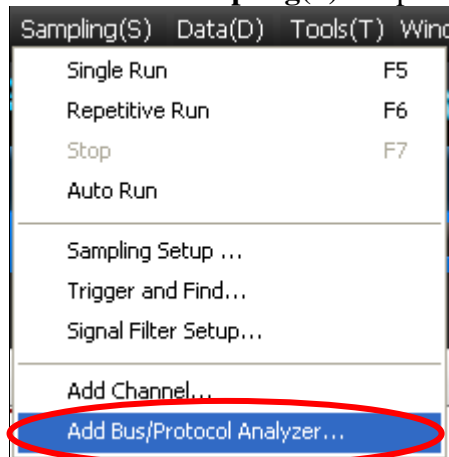 Sampling(S) Data(D) Tools(T)
Single Run F5
Repetitive Run F6
Stop F7
Auto Run
Sampling Setup ...
Trigger and Find...
Signal Filter Setup...
Add Channel...
Add Bus/Protocol Analyzer...